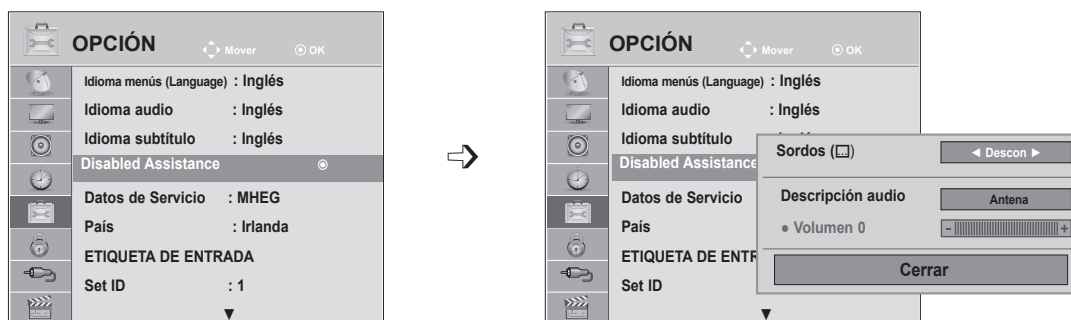 OPCIÓN Mover OK
Idioma menús (Language) : Inglés
Idioma audio : Inglés
Idioma subtítulo : Inglés
Disabled Assistance
Datos de Servicio : MHEG
País : Irlanda
ETIQUETA DE ENTRADA
Set ID : 1
OPCIÓN Mover OK
Idioma menús (Language) : Inglés
Idioma audio : Inglés
Idioma subtítulo
Disabled Assistance
Datos de Servicio
País
ETIQUETA DE ENTR
Set ID
Sordos ( ) ◄ Descon ►
Descripción audio Antena
● Volumen 0 - +
Cerrar